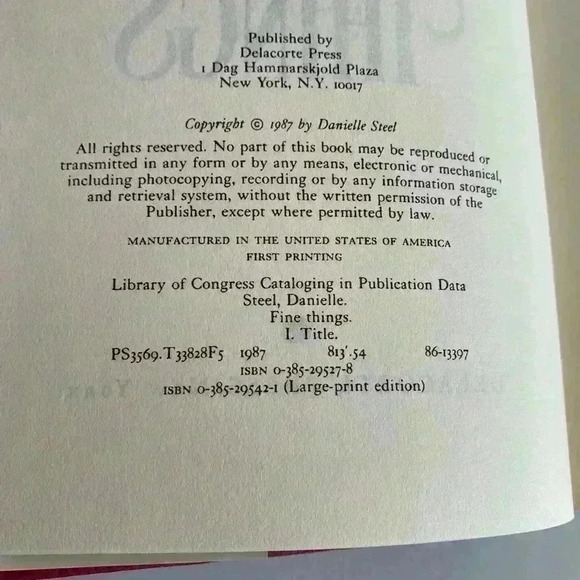 THINGS
Published by
Delacorte Press
1 Dag Hammarskjold Plaza
New York, N.Y. 10017
Copyright © 1987 by Danielle Steel
All rights reserved. No part of this book may be reproduced or
transmitted in any form or by any means, electronic or mechanical,
including photocopying, recording or by any information storage
and retrieval system, without the written permission of the
Publisher, except where permitted by law.
MANUFACTURED IN THE UNITED STATES OF AMERICA
FIRST PRINTING
Library of Congress Cataloging in Publication Data
Steel, Danielle.
Fine things.
I. Title.
PS3569.T33828F5 1987 813'.54 86-13397
ISBN 0-385-29527-8
ISBN 0-385-29542-1 (Large-print edition)